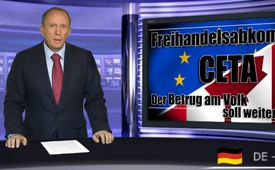 Freihandelsabkom
CETA
Der Betrug am Volk
soll weite
DE -